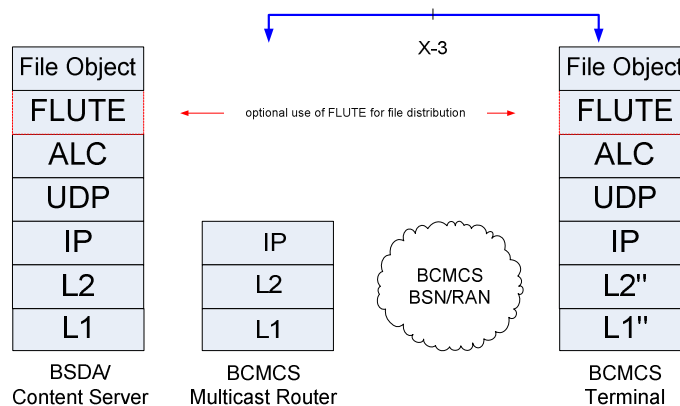 X-3
File Object
FLUTE
ALC
UDP
IP
L2
L1
BSDA/
Content Server
optional use of FLUTE for file distribution
IP
L2
L1
BCMCS
Multicast Router
BCMCS
BSN/RAN
File Object
FLUTE
ALC
UDP
IP
L2"
L1"
BCMCS
Terminal